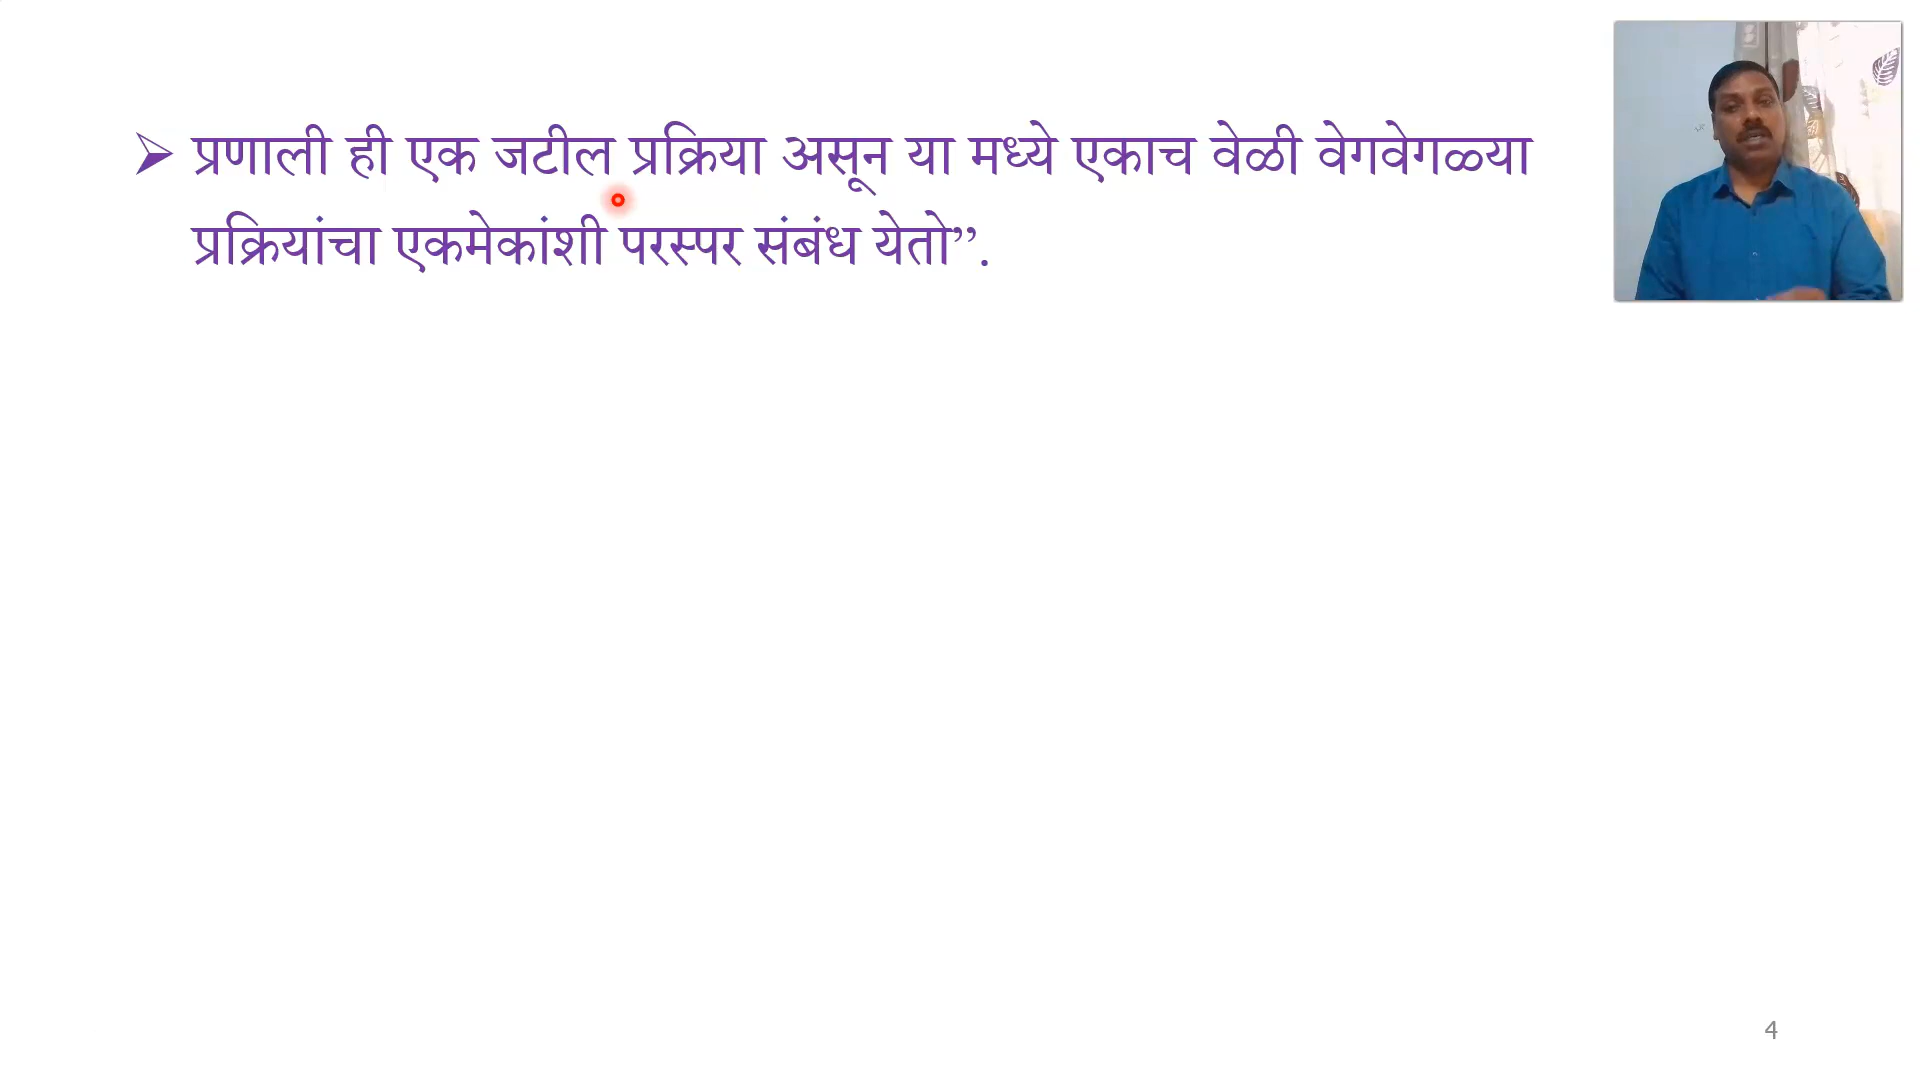 ➢ प्रणाली ही एक जटील प्रक्रिया असून या मध्ये एकाच वेळी वेगवेगळ्या
प्रक्रियांचा एकमेकांशी परस्पर संबंध येतो”.
4